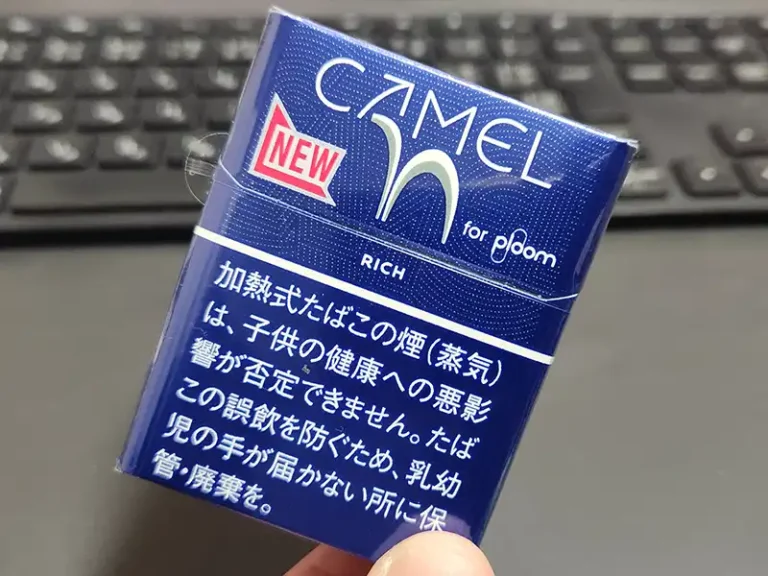 CAMEL
NEW
for ploom
RICH
加熱式たばこの煙(蒸気)
は、子供の健康への悪影
響が否定できません。たば
この誤飲を防ぐため、乳幼
児の手が届かない所に保
管・廃棄を。